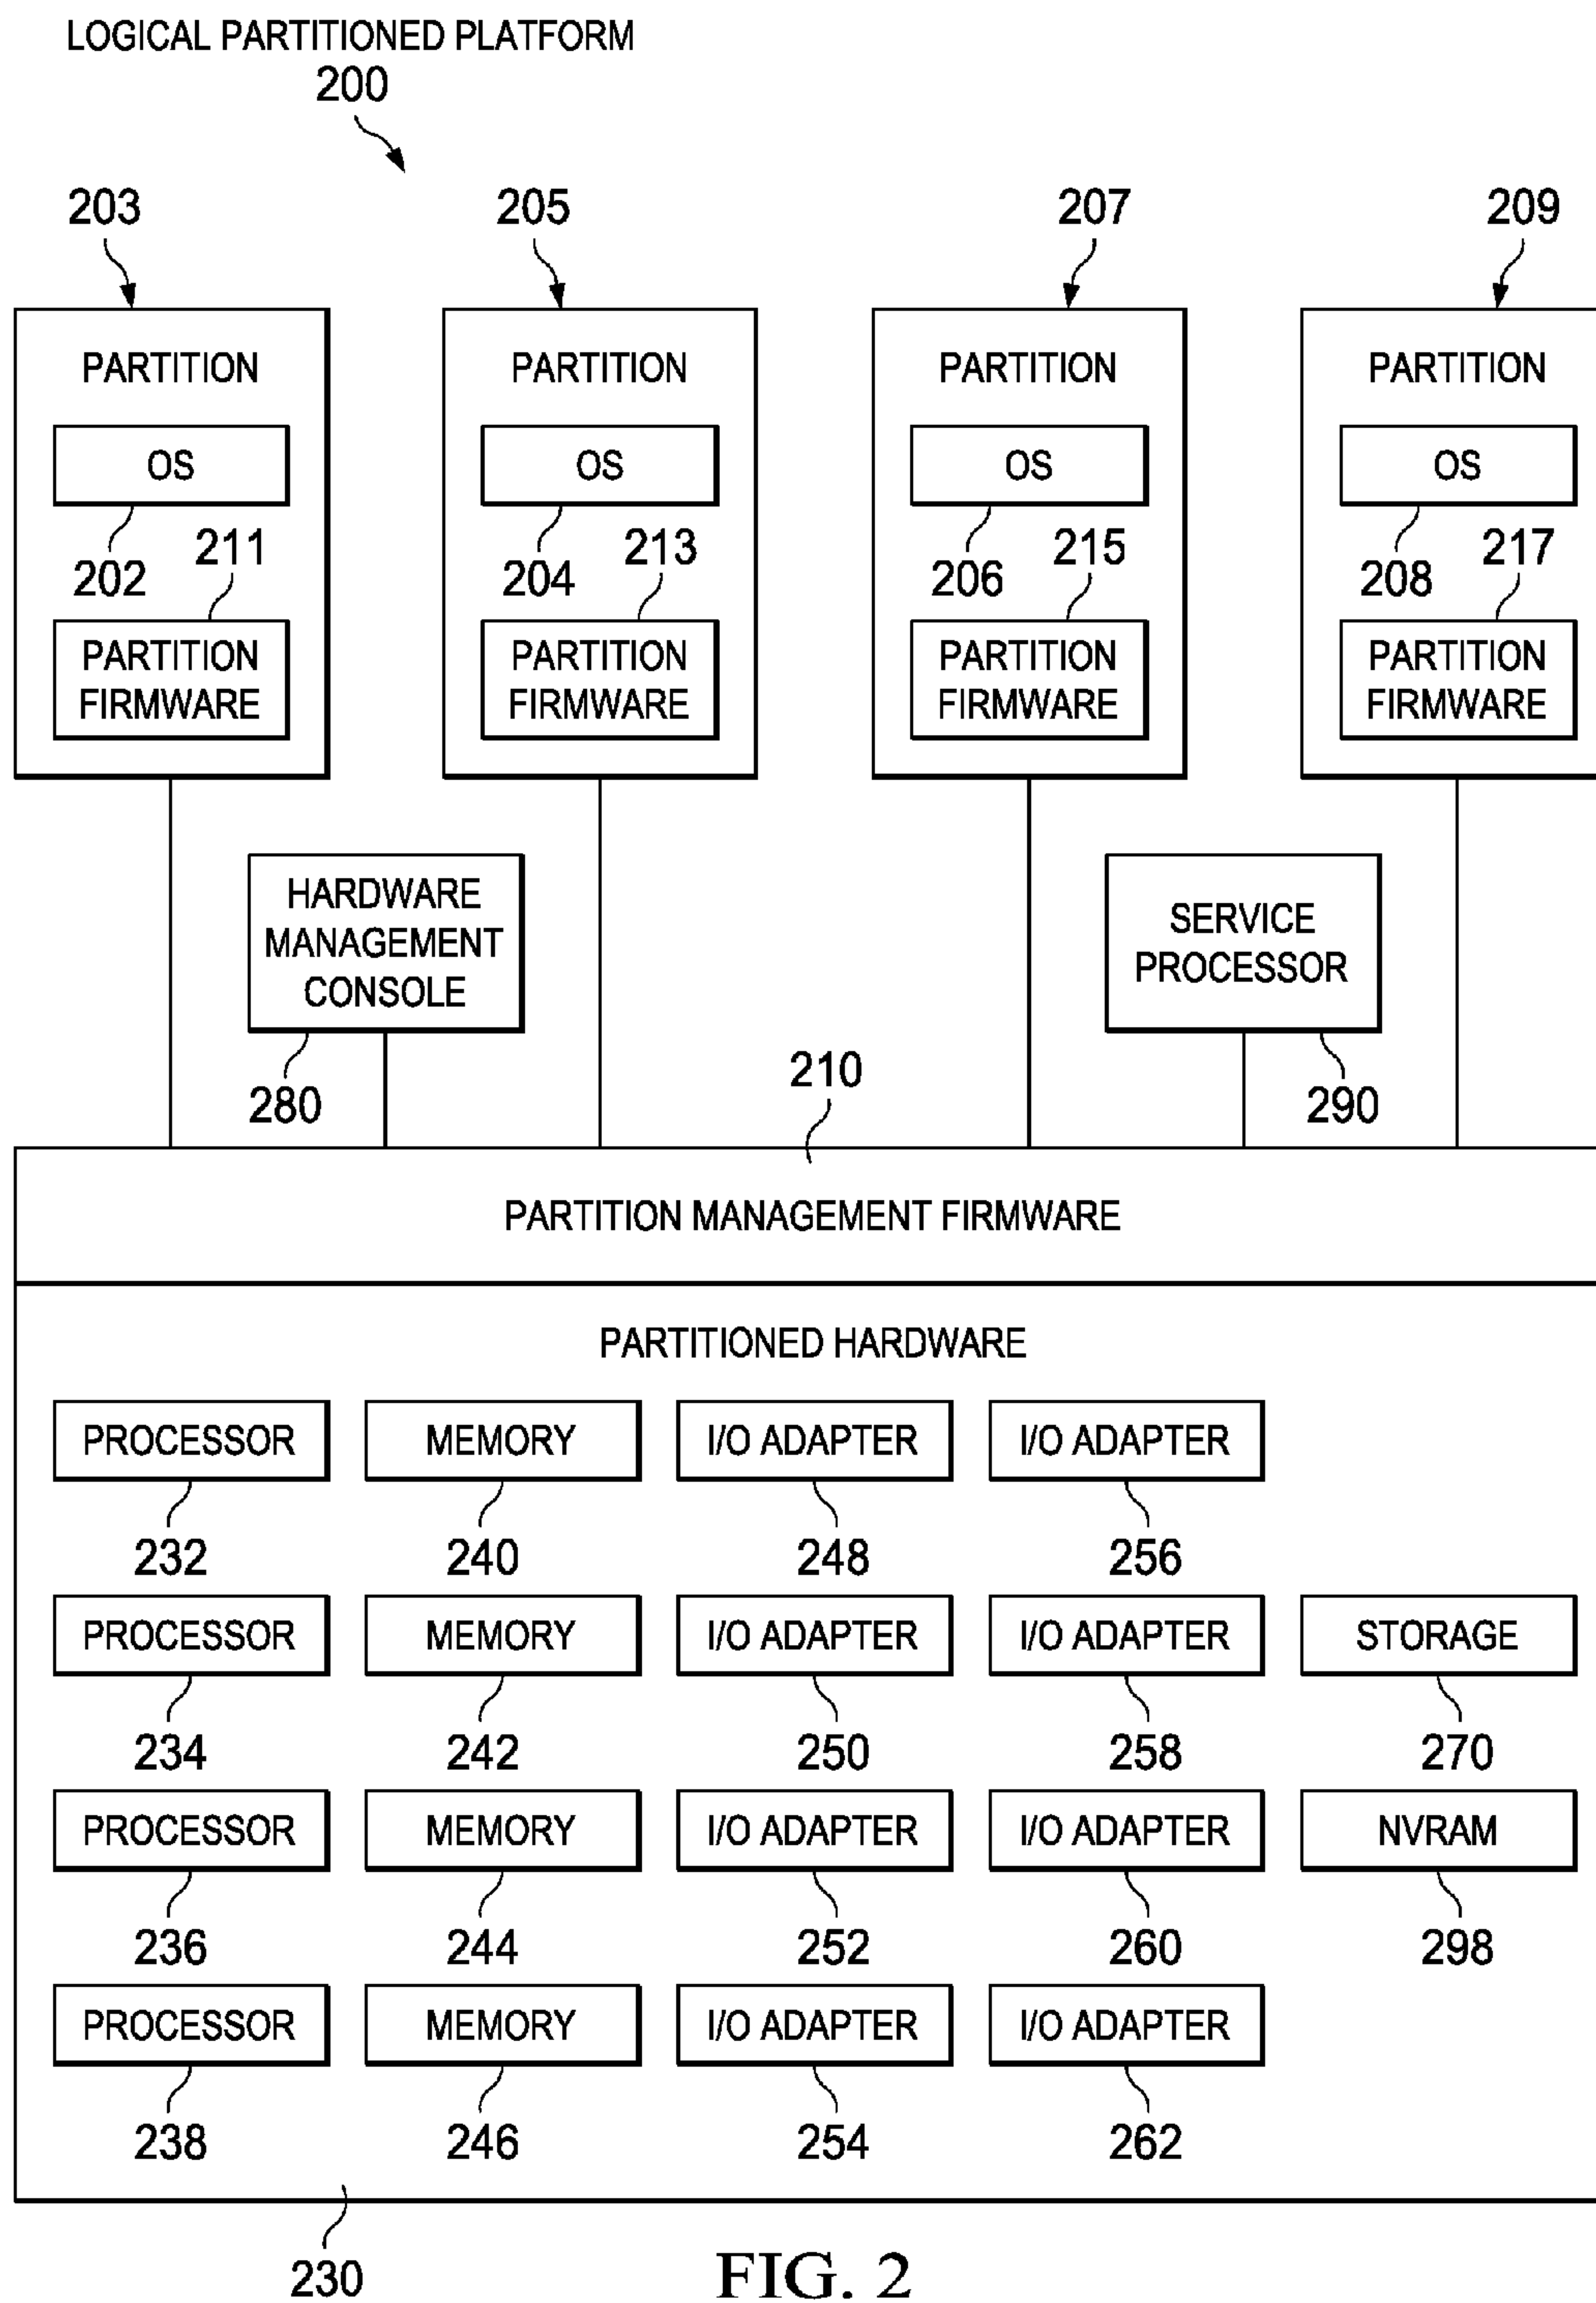 LOGICAL PARTITIONED PLATFORM
200
203
205
207
209
PARTITION
PARTITION
PARTITION
PARTITION
OS
OS
OS
OS
202
211
204
213
206
215
208
217
PARTITION
FIRMWARE
PARTITION
FIRMWARE
PARTITION
FIRMWARE
PARTITION
FIRMWARE
HARDWARE
MANAGEMENT
CONSOLE
SERVICE
PROCESSOR
280
210
290
PARTITION MANAGEMENT FIRMWARE
PARTITIONED HARDWARE
PROCESSOR
MEMORY
I/O ADAPTER
I/O ADAPTER
232
240
248
256
PROCESSOR
MEMORY
I/O ADAPTER
I/O ADAPTER
STORAGE
234
242
250
258
270
PROCESSOR
MEMORY
I/O ADAPTER
I/O ADAPTER
NVRAM
236
244
252
260
298
PROCESSOR
MEMORY
I/O ADAPTER
I/O ADAPTER
238
246
254
262
230
FIG. 2